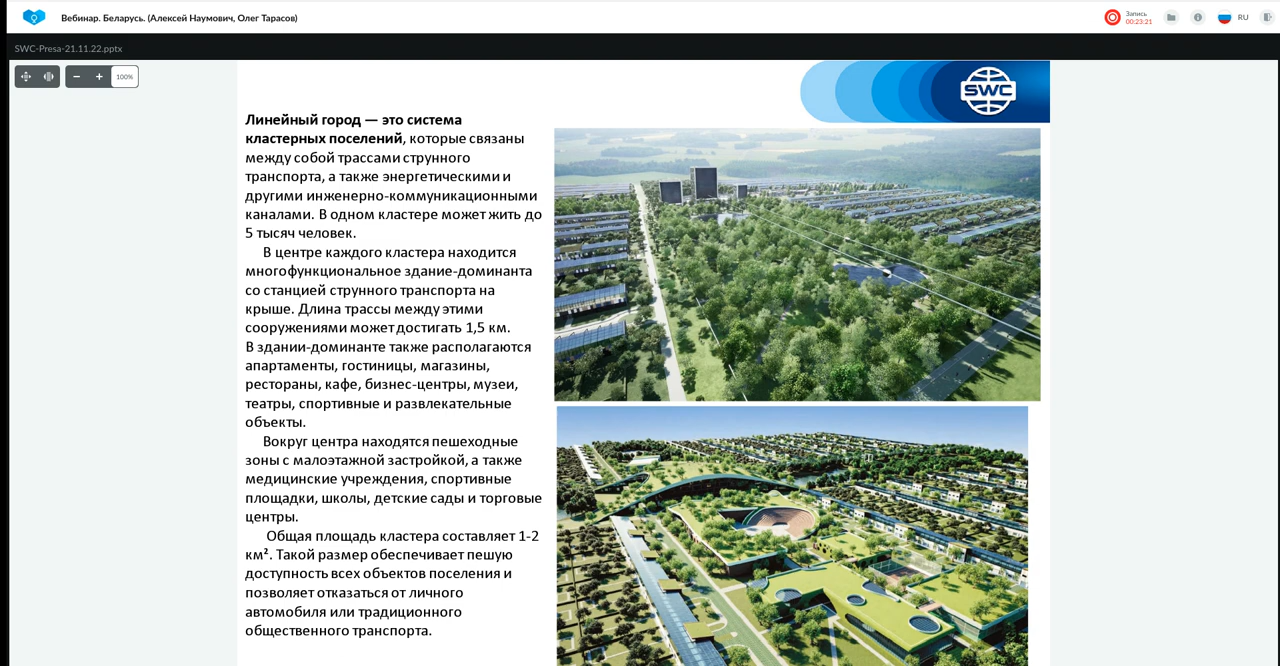 Вебинар. Беларусь. (Алексей Наумович, Олег Тарасов)
Запись
00:23:21
RU
SWC-Presa-21.11.22.pptx
100%
SWC
Линейный город — это система
кластерных поселений, которые связаны
между собой трассами струнного
транспорта, а также энергетическими и
другими инженерно-коммуникационными
каналами. В одном кластере может жить до
5 тысяч человек.
В центре каждого кластера находится
многофункциональное здание-доминанта
со станцией струнного транспорта на
крыше. Длина трассы между этими
сооружениями может достигать 1,5 км.
В здании-доминанте также располагаются
апартаменты, гостиницы, магазины,
рестораны, кафе, бизнес-центры, музеи,
театры, спортивные и развлекательные
объекты.
Вокруг центра находятся пешеходные
зоны с малоэтажной застройкой, а также
медицинские учреждения, спортивные
площадки, школы, детские сады и торговые
центры.
Общая площадь кластера составляет 1-2
км². Такой размер обеспечивает пешую
доступность всех объектов поселения и
позволяет отказаться от личного
автомобиля или традиционного
общественного транспорта.